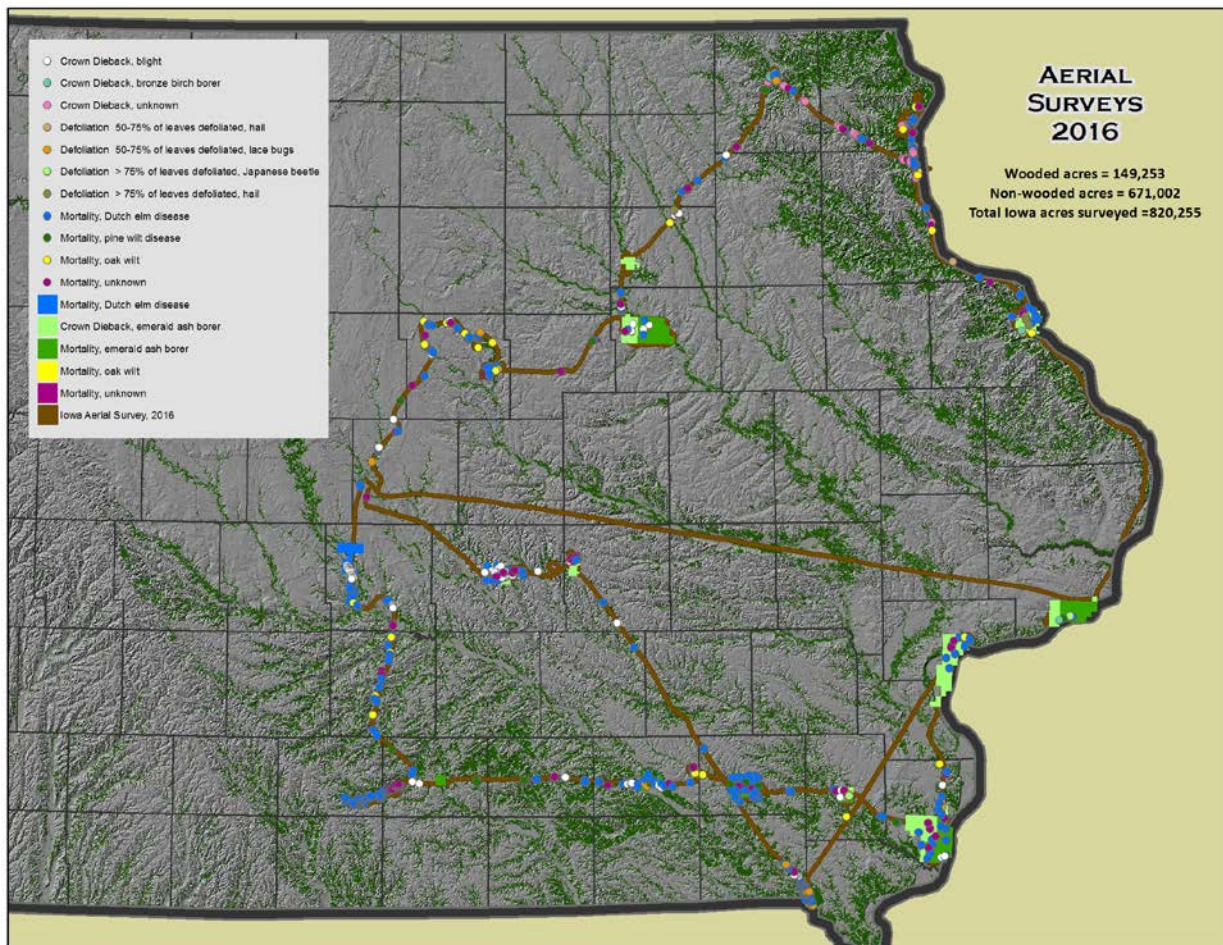 AERIAL
SURVEYS
2016
Wooded acres = 149,253
Non-wooded acres = 671,002
Total Iowa acres surveyed =820,255
Crown Dieback, blight
Crown Dieback, bronze birch borer
Crown Dieback, unknown
Defoliation 50-75% of leaves defoliated, hail
Defoliation 50-75% of leaves defoliated, lace bugs
Defoliation > 75% of leaves defoliated, Japanese beetle
Defoliation > 75% of leaves defoliated, hail
Mortality, Dutch elm disease
Mortality, pine wilt disease
Mortality, oak wilt
Mortality, unknown
Mortality, Dutch elm disease
Crown Dieback, emerald ash borer
Mortality, emerald ash borer
Mortality, oak wilt
Mortality, unknown
Iowa Aerial Survey, 2016